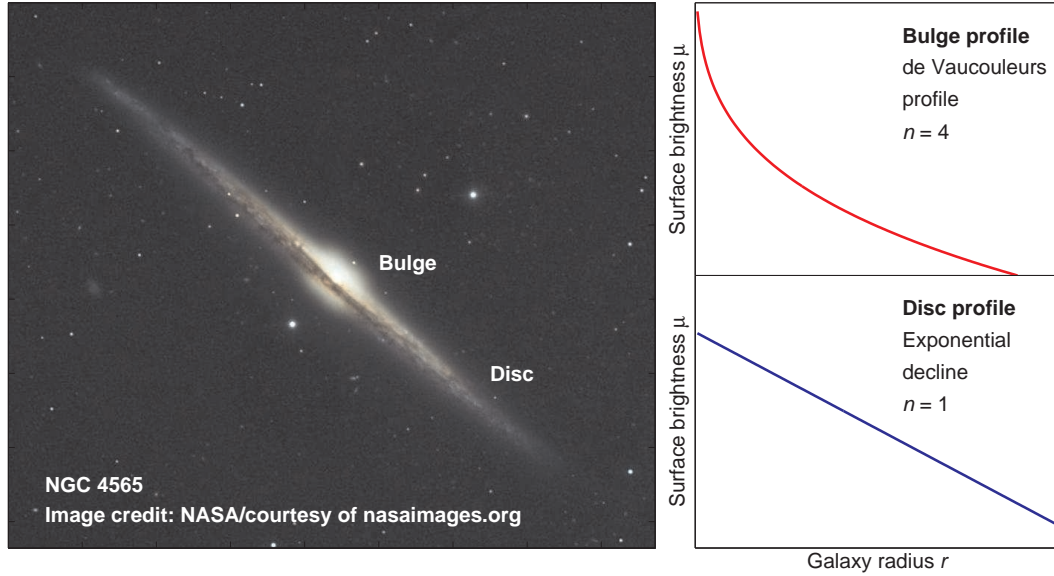 Bulge
Disc
NGC 4565
Image credit: NASA/courtesy of nasaimages.org
Surface brightness μ
Bulge profile
de Vaucouleurs
profile
n = 4
Surface brightness μ
Disc profile
Exponential
decline
n = 1
Galaxy radius r